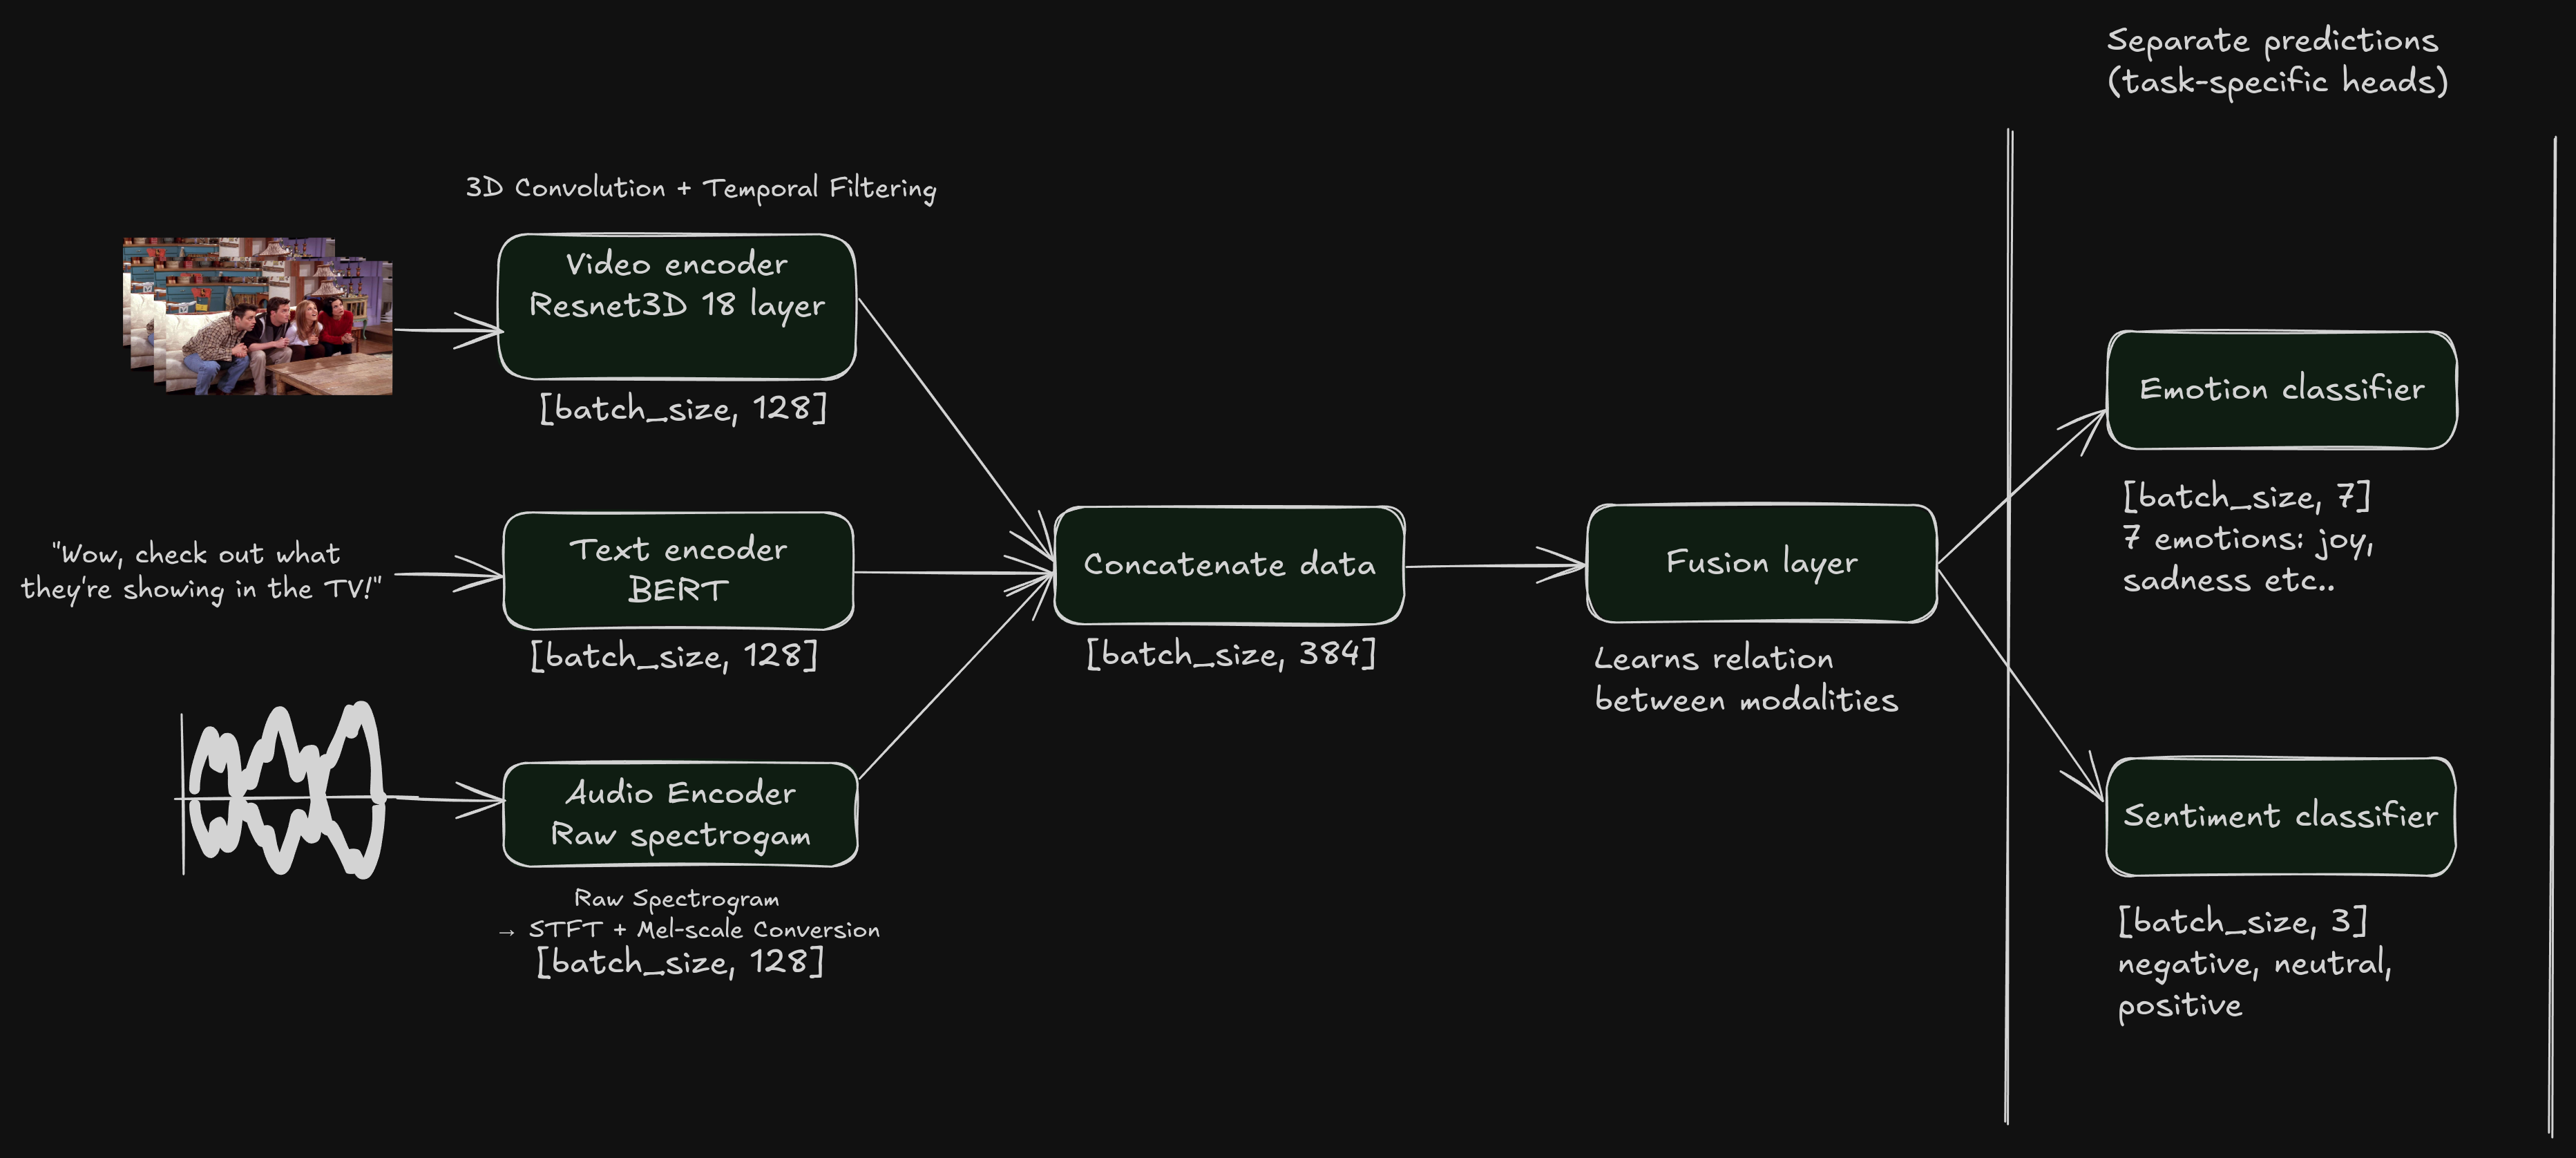 Separate predictions
(task-specific heads)
3D Convolution + Temporal Filtering
Video encoder
Resnet3D 18 layer
[batch_size, 128]
"Wow, check out what
they're showing in the TV!"
Text encoder
BERT
[batch_size, 128]
Audio Encoder
Raw spectrogam
Raw Spectrogram
→ STFT + Mel-scale Conversion
[batch_size, 128]
Concatenate data
[batch_size, 384]
Fusion layer
Learns relation
between modalities
Emotion classifier
[batch_size, 7]
7 emotions: joy,
sadness etc..
Sentiment classifier
[batch_size, 3]
negative, neutral,
positive